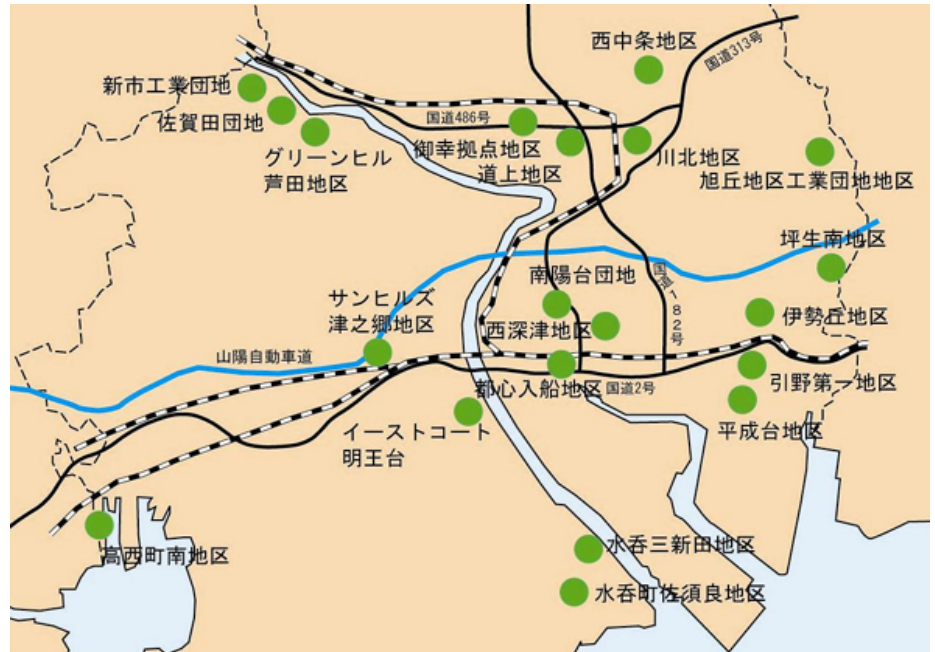 西中条地区
国道313号
新市工業団地
佐賀田団地
国道486号
グリーンヒル
芦田地区
御幸拠点地区
道上地区
川北地区
旭丘地区工業団地地区
坪生南地区
南陽台団地
国道182号
サンヒルズ
津之郷地区
西深津地区
伊勢丘地区
山陽自動車道
都心入船地区
国道2号
引野第一地区
平成台地区
イーストコート
明王台
高西町南地区
水呑三新田地区
水呑町佐須良地区